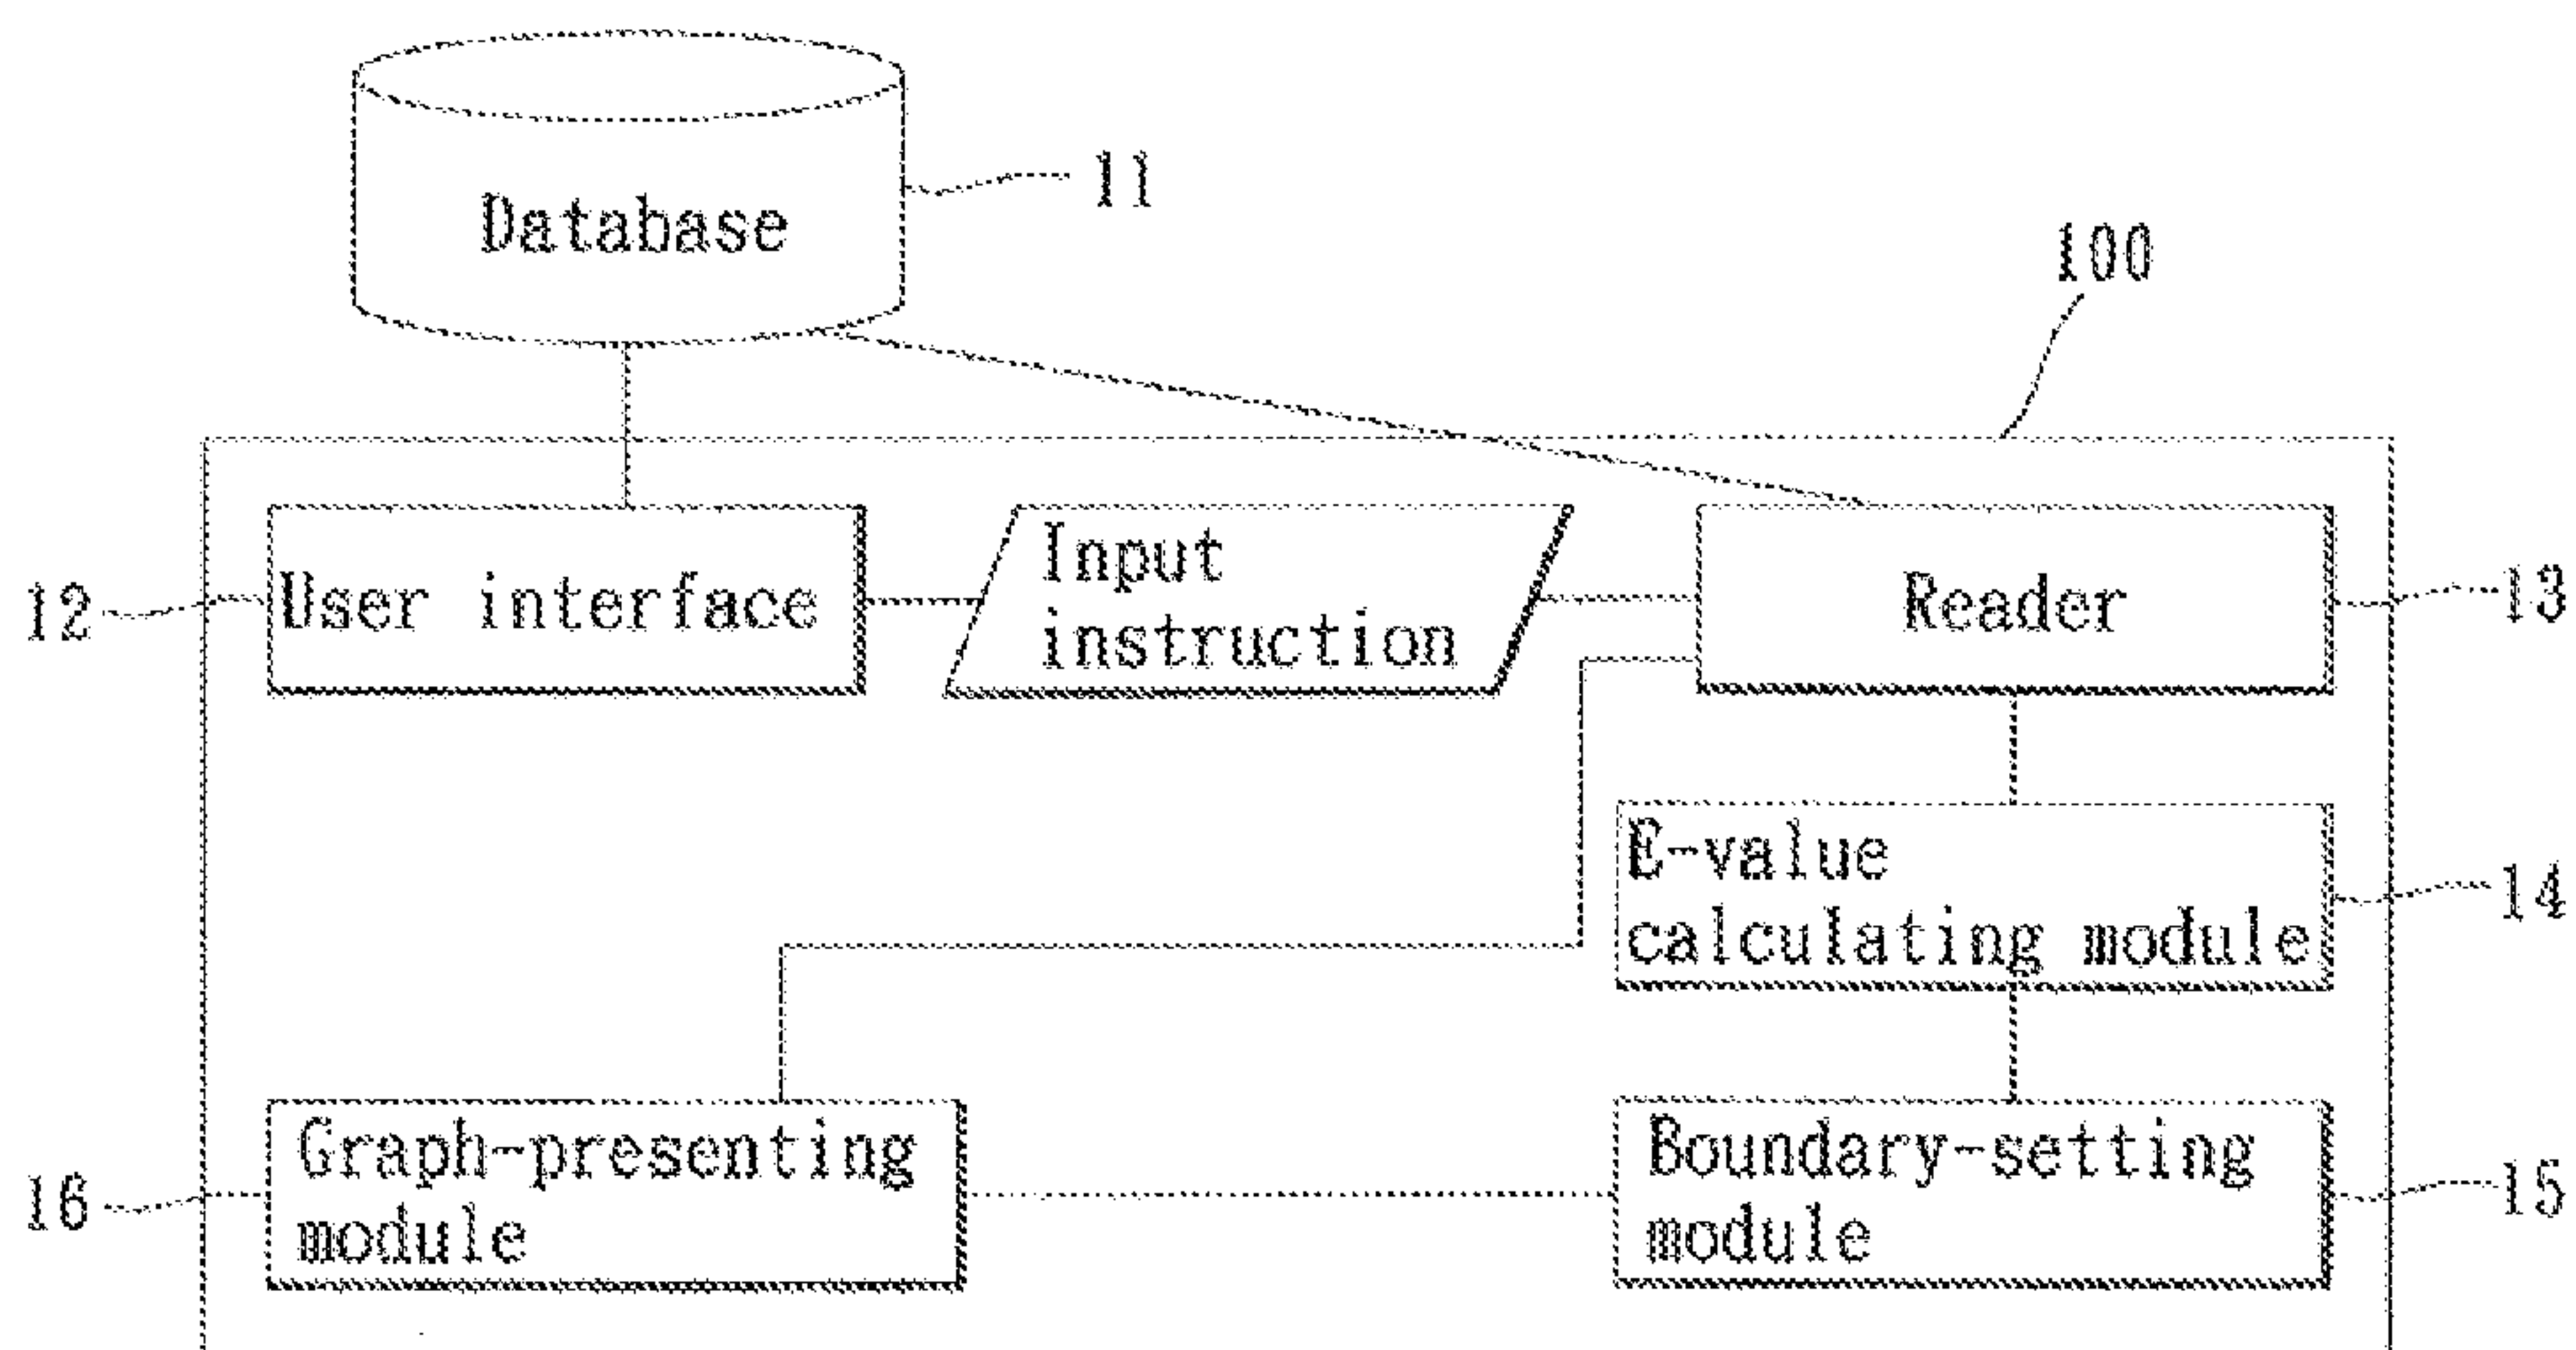 Database
11
100
12
User interface
Input
instruction
Reader
13
E-value
calculating module
14
16
Graph-presenting
module
Boundary-setting
module
15